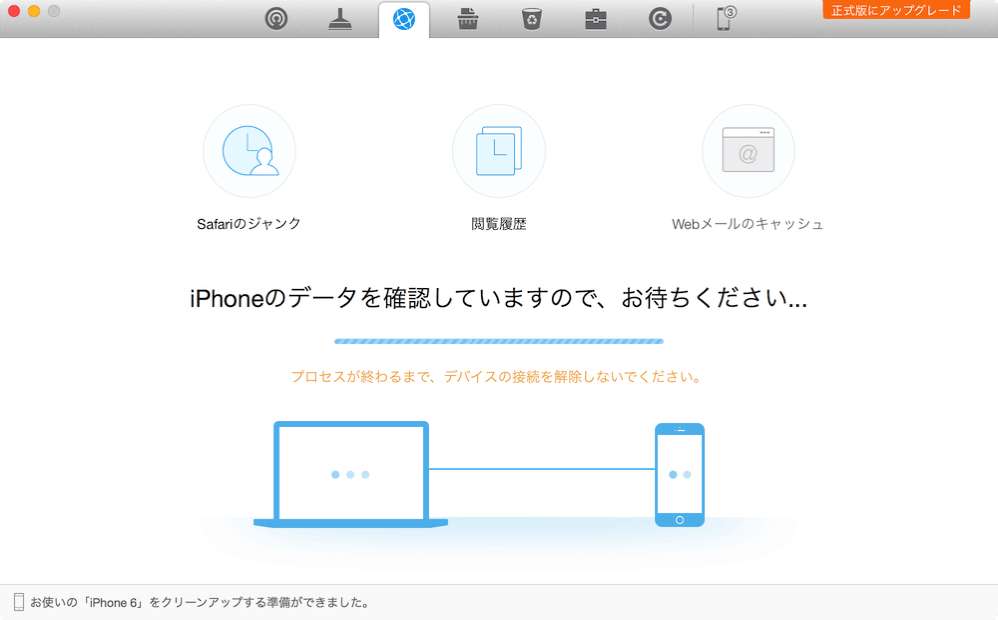 3
正式版にアップグレード
@
Safariのジャンク
閲覧履歴
Webメールのキャッシュ
iPhoneのデータを確認していますので、お待ちください...
プロセスが終わるまで、デバイスの接続を解除しないでください。
お使いの「iPhone 6」をクリーンアップする準備ができました。